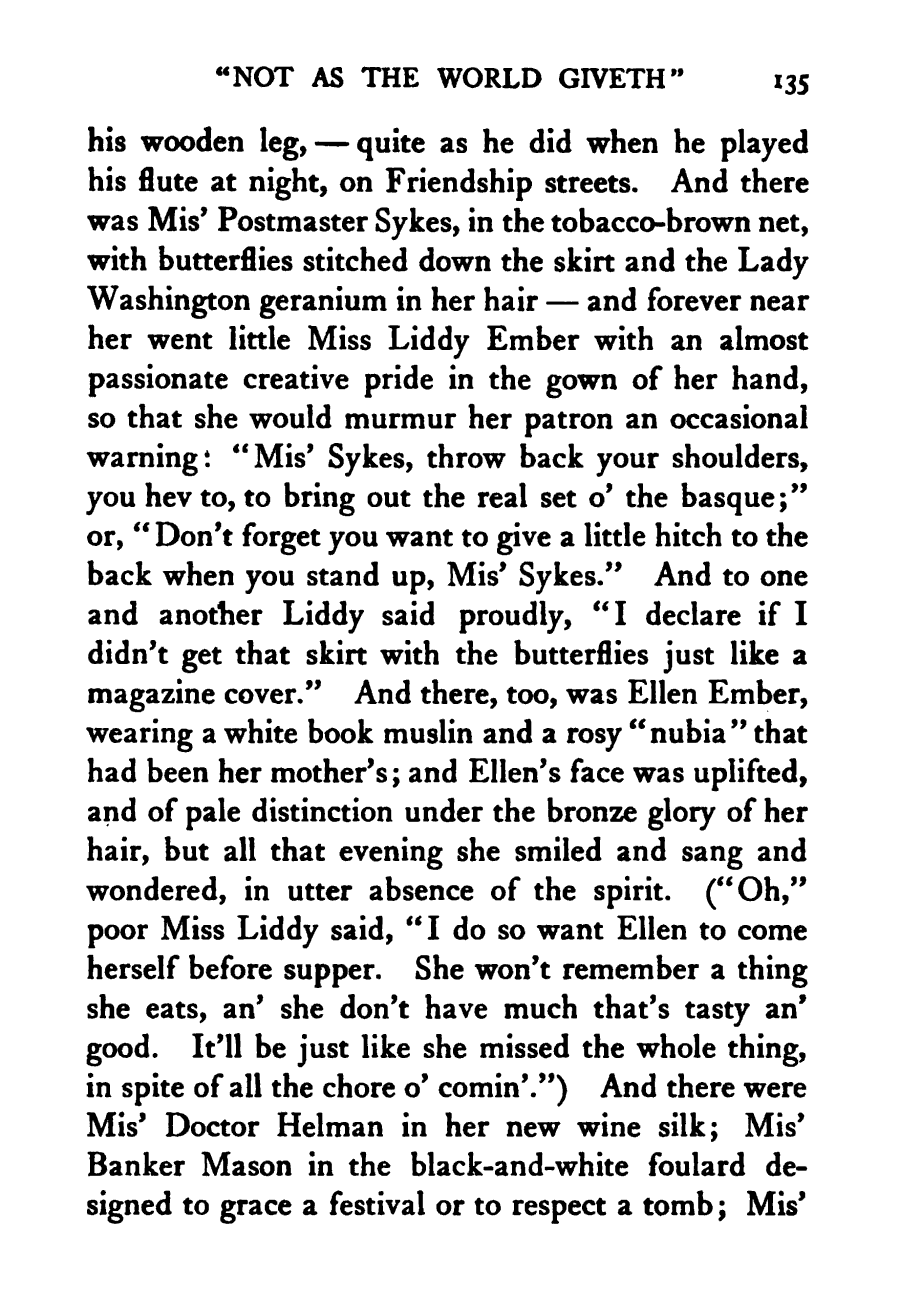 "NOT AS THE WORLD GIVETH" 135
his wooden leg, — quite as he did when he played
his flute at night, on Friendship streets. And there
was Mis' Postmaster Sykes, in the tobacco-brown net,
with butterflies stitched down the skirt and the Lady
Washington geranium in her hair — and forever near
her went little Miss Liddy Ember with an almost
passionate creative pride in the gown of her hand,
so that she would murmur her patron an occasional
warning: "Mis' Sykes, throw back your shoulders,
you hev to, to bring out the real set o' the basque;"
or, "Don't forget you want to give a little hitch to the
back when you stand up, Mis' Sykes." And to one
and another Liddy said proudly, "I declare if I
didn't get that skirt with the butterflies just like a
magazine cover." And there, too, was Ellen Ember,
wearing a white book muslin and a rosy "nubia" that
had been her mother's; and Ellen's face was uplifted,
and of pale distinction under the bronze glory of her
hair, but all that evening she smiled and sang and
wondered, in utter absence of the spirit. ("Oh,"
poor Miss Liddy said, "I do so want Ellen to come
herself before supper. She won't remember a thing
she eats, an' she don't have much that's tasty an'
good. It'll be just like she missed the whole thing,
in spite of all the chore o' comin'.") And there were
Mis' Doctor Helman in her new wine silk; Mis'
Banker Mason in the black-and-white foulard de-
signed to grace a festival or to respect a tomb; Mis'